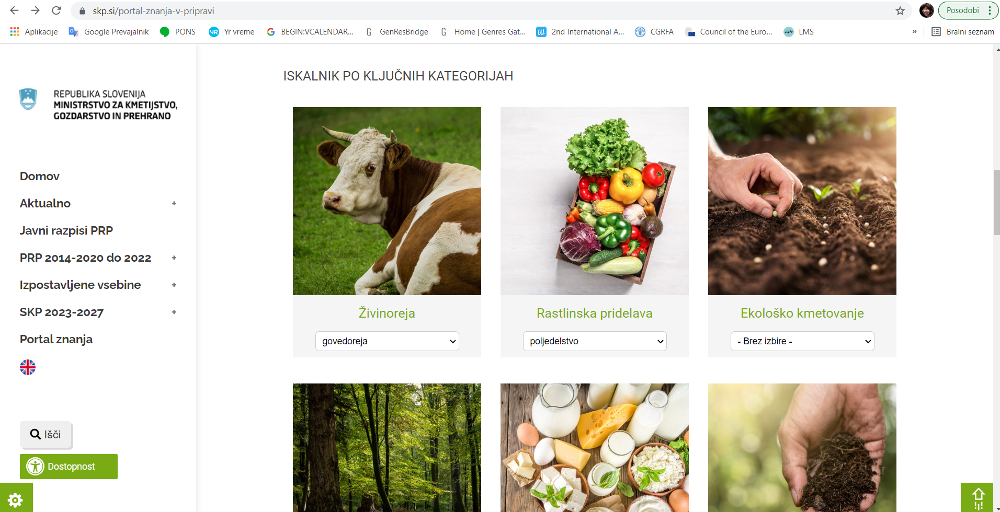 skp.si/portal-znanja-v-pripravi
Posodobi
Aplikacije Google Prevajalnik PONS Yr vreme BEGIN:VCALENDAR... GenResBridge Home | Genres Gat... 2nd International A... CGRFA Council of the Euro... LMS » Bralni seznam
REPUBLIKA SLOVENIJA
MINISTRSTVO ZA KMETIJSTVO,
GOZDARSTVO IN PREHRANO
Domov
Aktualno +
Javni razpisi PRP
PRP 2014-2020 do 2022 +
Izpostavljene vsebine +
SKP 2023-2027 +
Portal znanja
Išči
Dostopnost
ISKALNIK PO KLJUČNIH KATEGORIJAH
Živinoreja
govedoreja
Rastlinska pridelava
poljedelstvo
Ekološko kmetovanje
- Brez izbire -